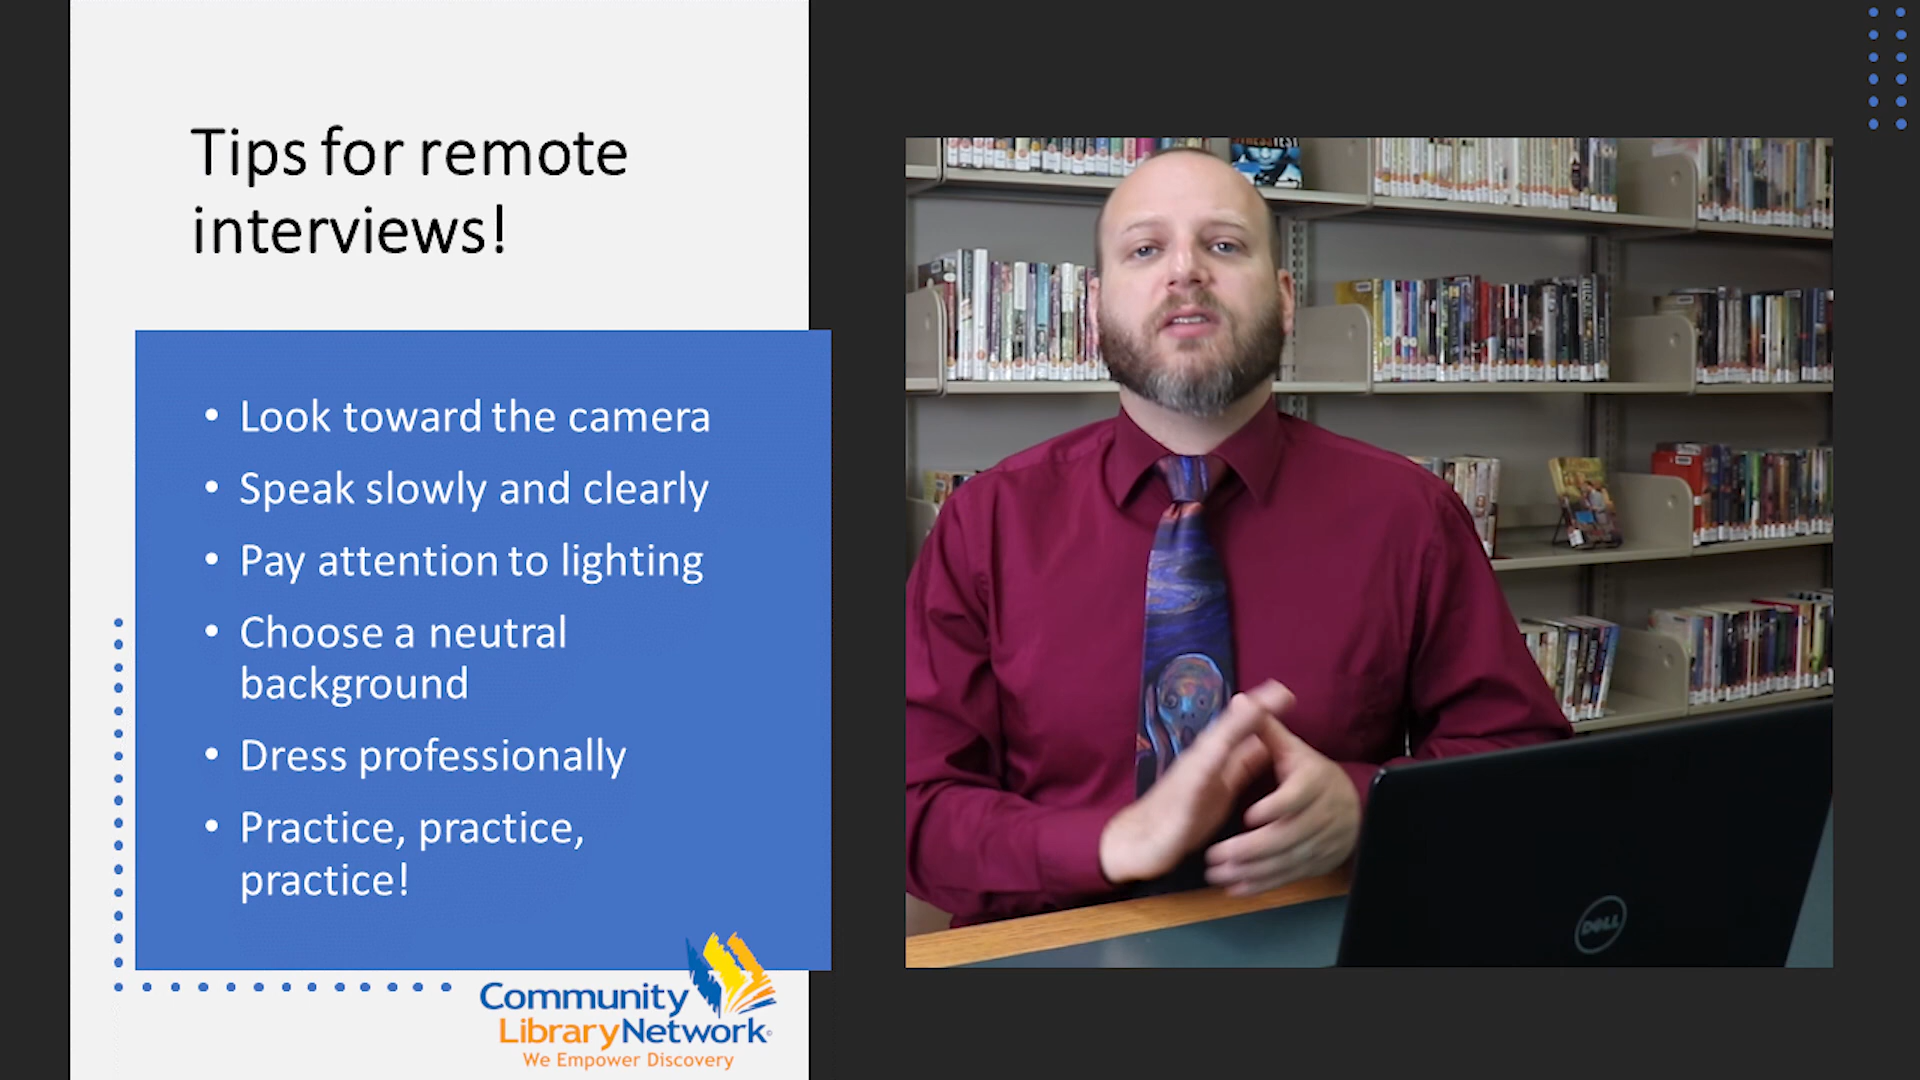 Tips for remote
interviews!
• Look toward the camera
• Speak slowly and clearly
• Pay attention to lighting
• Choose a neutral
background
• Dress professionally
• Practice, practice,
practice!
Community
LibraryNetwork
We Empower Discovery
DELL